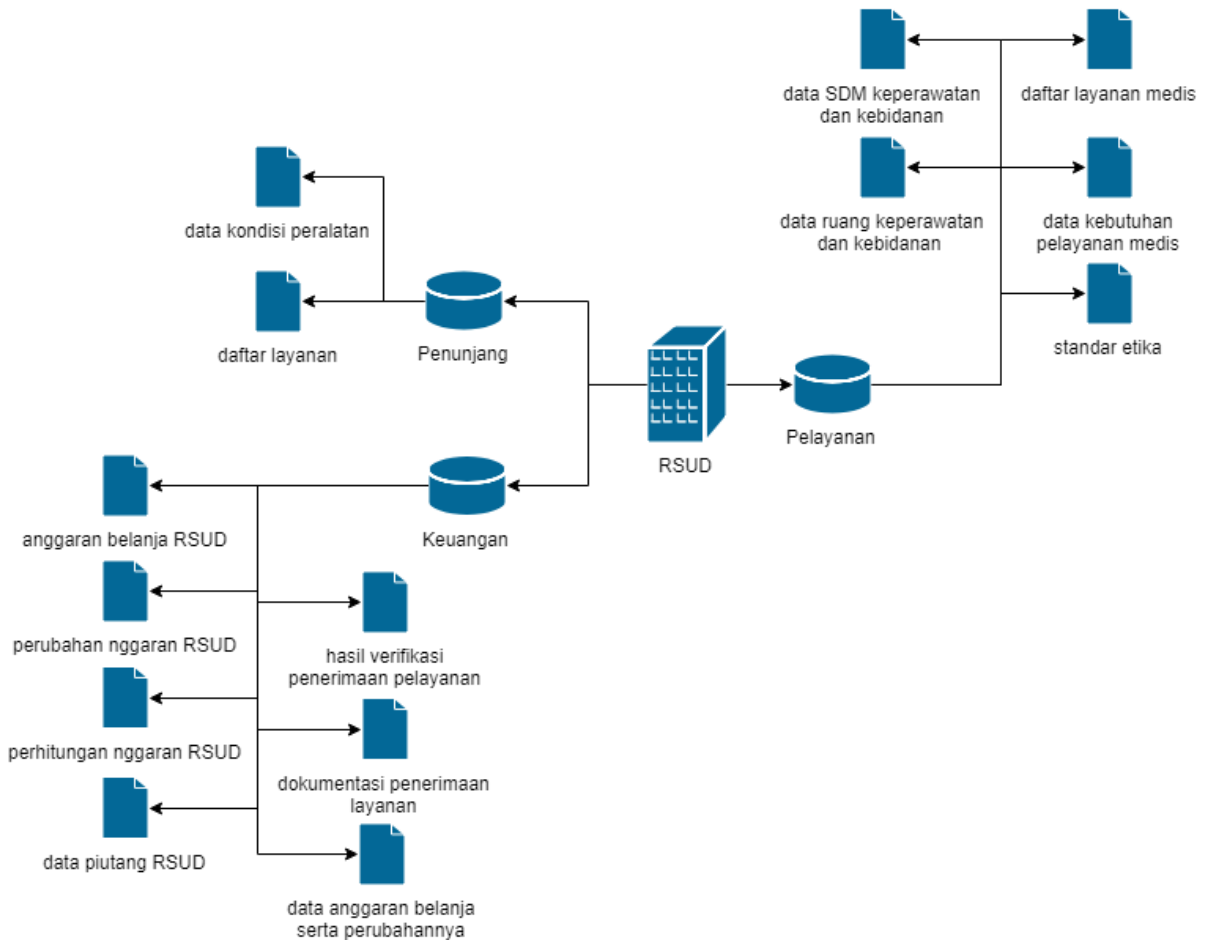 data SDM keperawatan
dan kebidanan
daftar layanan medis
data kondisi peralatan
data ruang keperawatan
dan kebidanan
data kebutuhan
pelayanan medis
daftar layanan
Penunjang
standar etika
Pelayanan
RSUD
anggaran belanja RSUD
Keuangan
perubahan nggaran RSUD
hasil verifikasi
penerimaan pelayanan
perhitungan nggaran RSUD
dokumentasi penerimaan
layanan
data piutang RSUD
data anggaran belanja
serta perubahannya